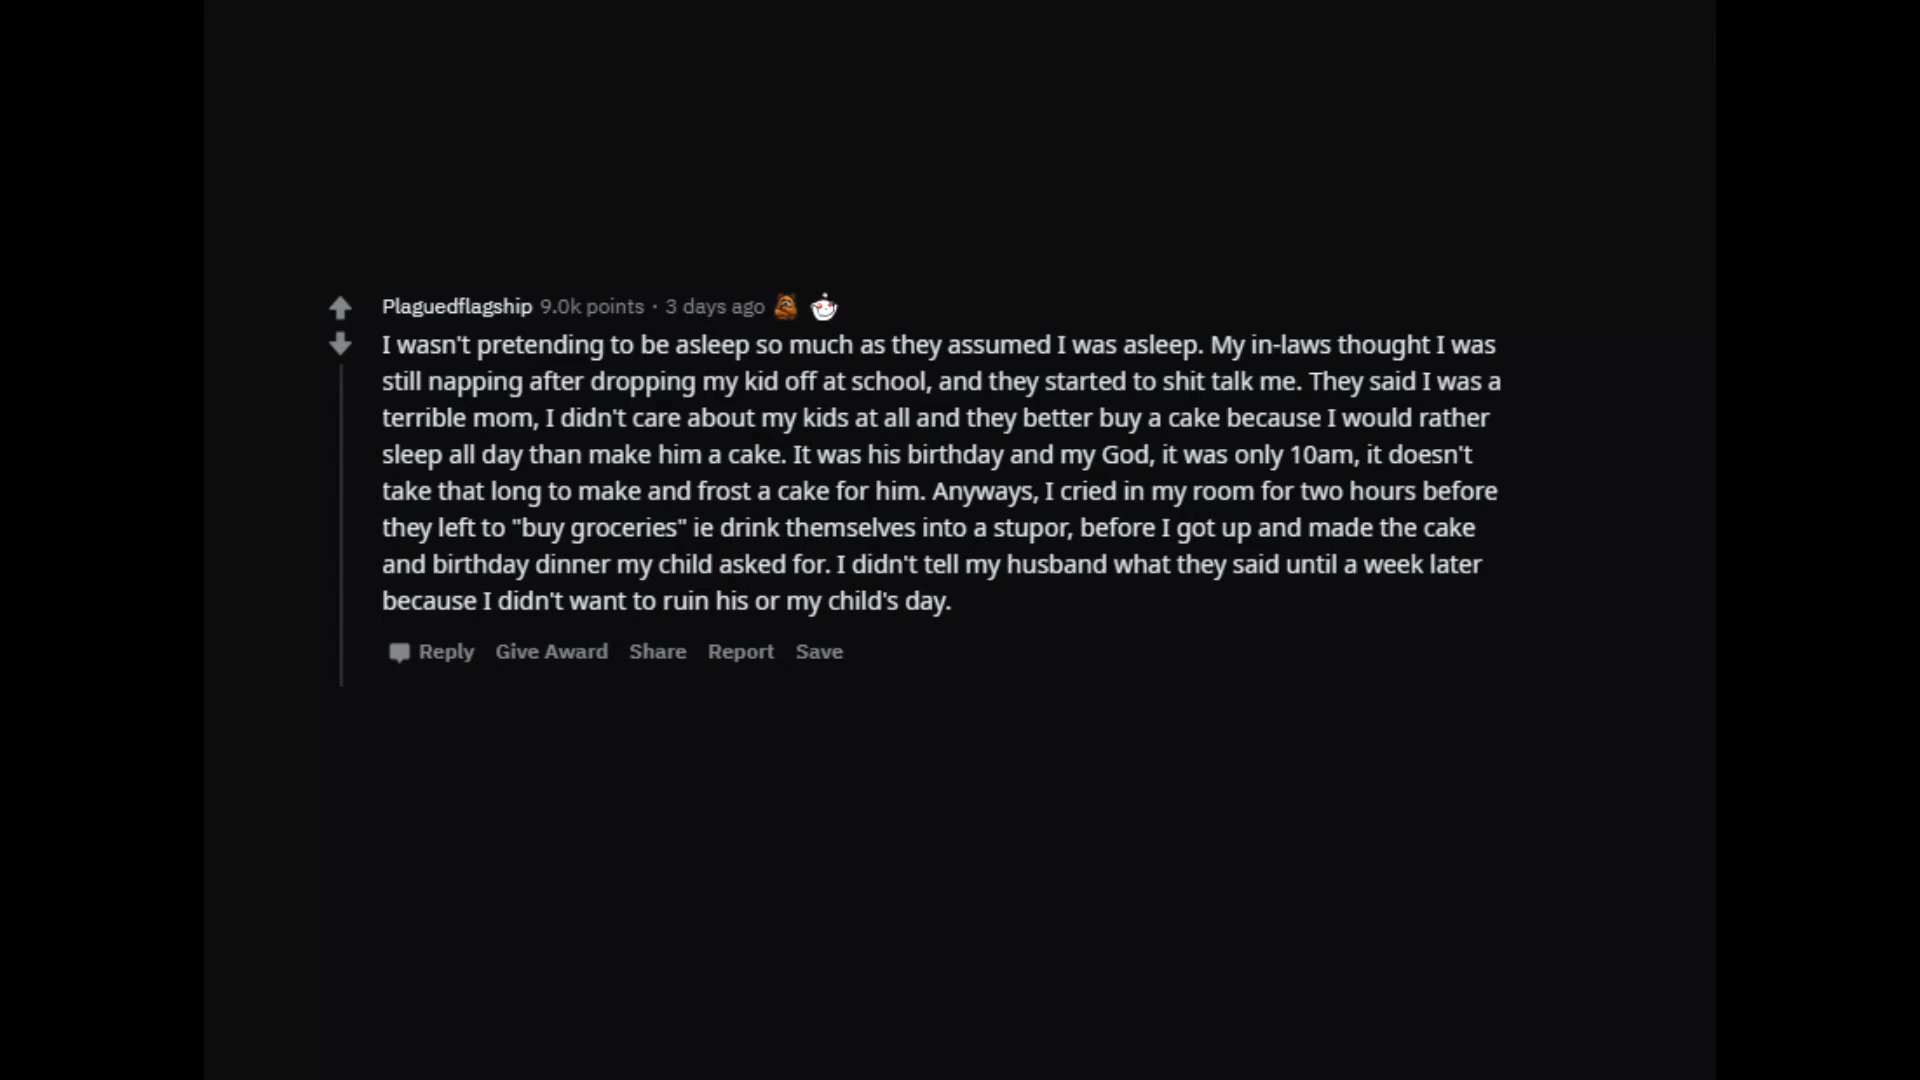 Plaguedflagship 9.0k points · 3 days ago
I wasn't pretending to be asleep so much as they assumed I was asleep. My in-laws thought I was
still napping after dropping my kid off at school, and they started to shit talk me. They said I was a
terrible mom, I didn't care about my kids at all and they better buy a cake because I would rather
sleep all day than make him a cake. It was his birthday and my God, it was only 10am, it doesn't
take that long to make and frost a cake for him. Anyways, I cried in my room for two hours before
they left to "buy groceries" ie drink themselves into a stupor, before I got up and made the cake
and birthday dinner my child asked for. I didn't tell my husband what they said until a week later
because I didn't want to ruin his or my child's day.
Reply Give Award Share Report Save